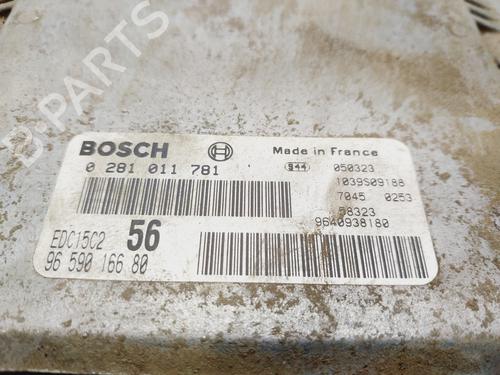 BOSCH
Made in France
0 281 011 781
944
050323
1039S09188
7045 0253
58323
9640938180
EDC15C2
56
96 590 166 80
B-PARTS